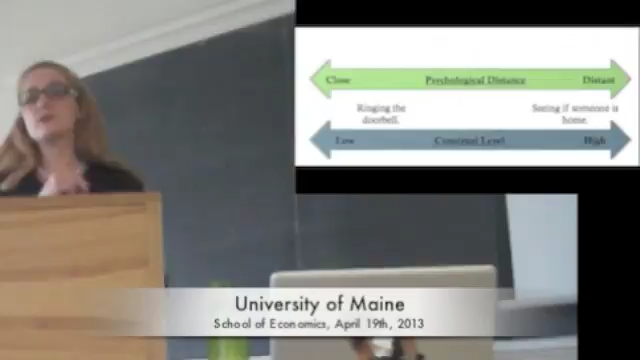 Close Psychological Distance Distant
Ringing the
doorbell.
Seeing if someone is
home.
Low Construal Level High
University of Maine
School of Economics, April 19th, 2013